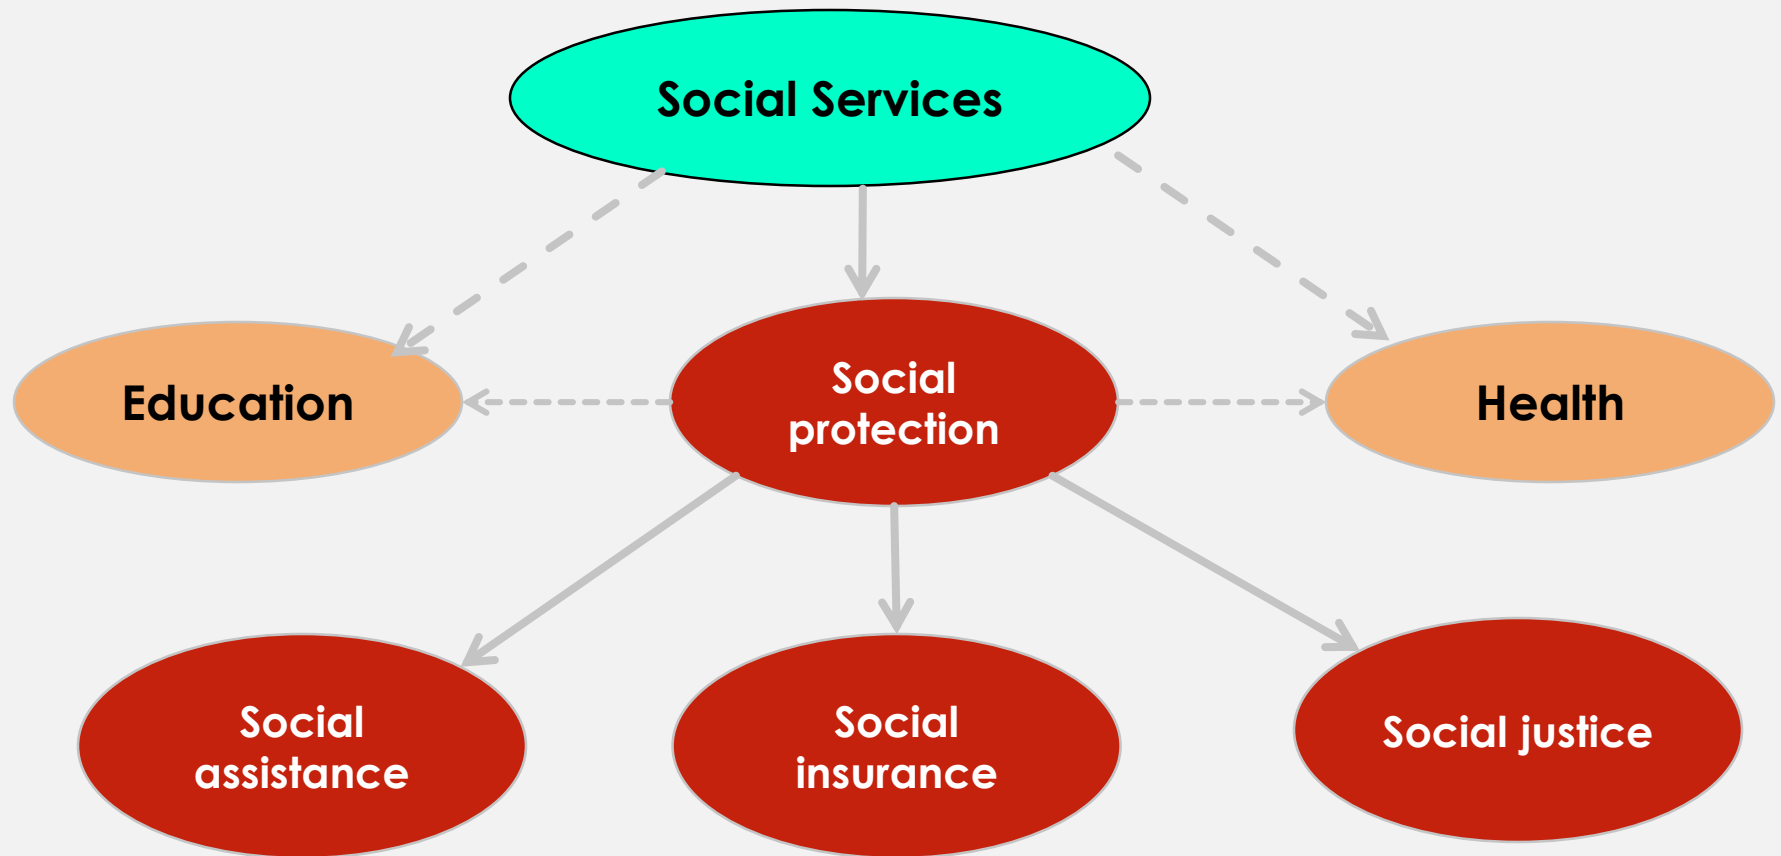 Social Services
Education
Social
protection
Health
Social
assistance
Social
insurance
Social justice